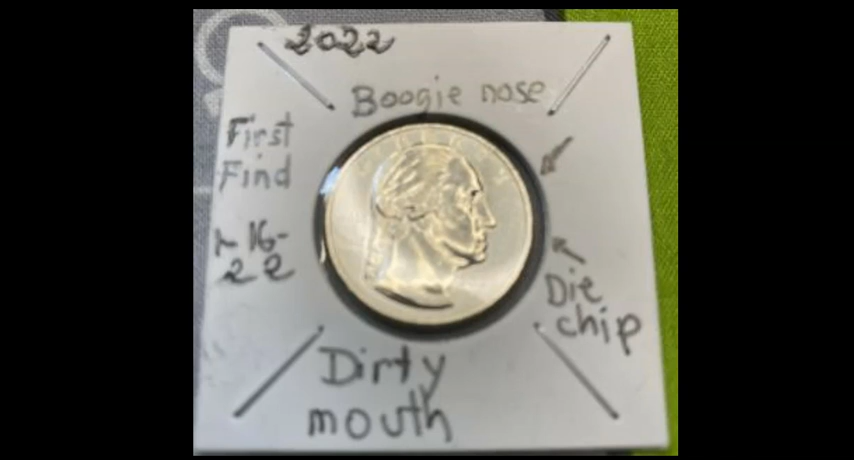 2022
Boogie nose
First
Find
1-16-
22
Die
chip
Dirty
mouth